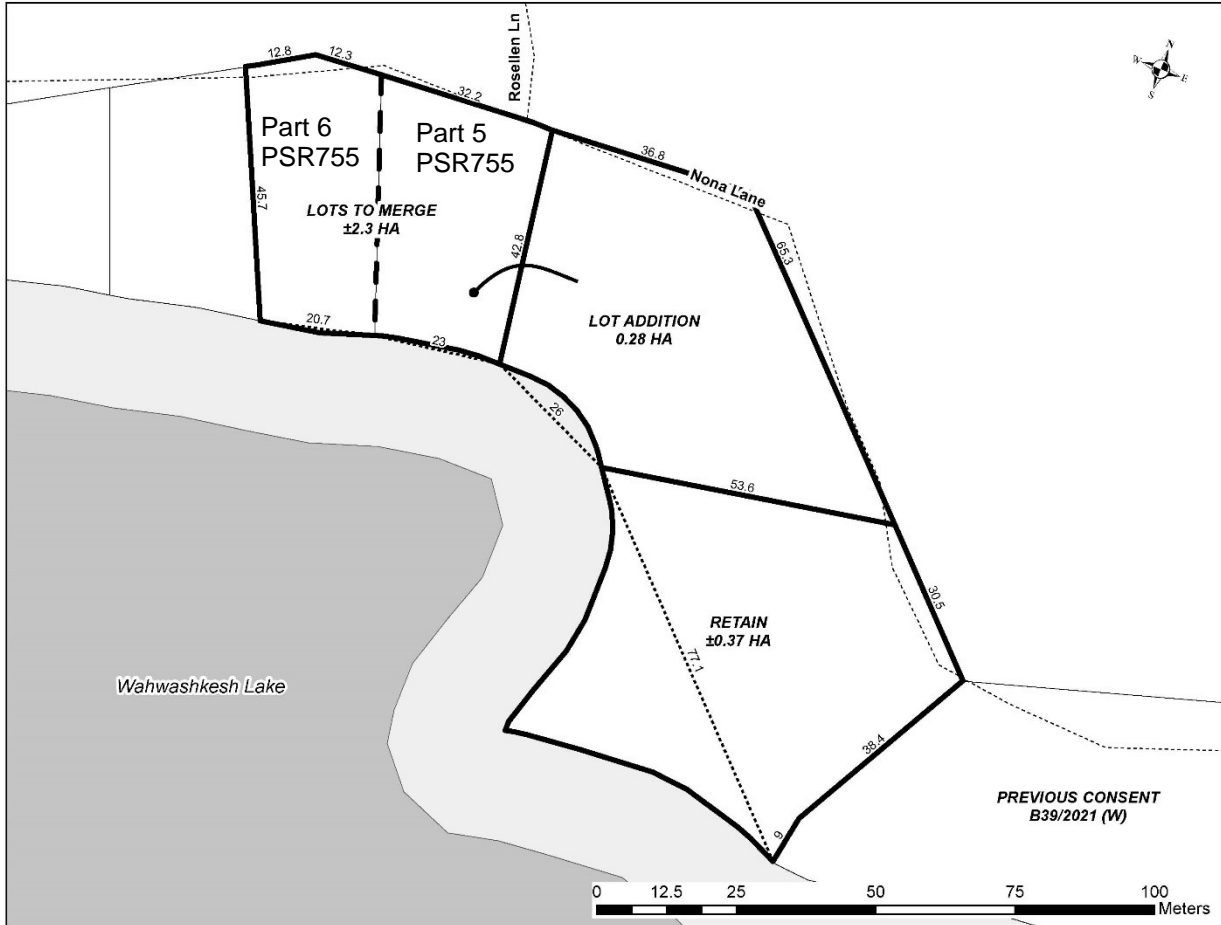 12.8
12.3
Rosellen Ln
N
W
E
S
32.2
Part 6
PSR755
Part 5
PSR755
36.8
Nona Lane
45.7
LOTS TO MERGE
±2.3 HA
42.8
65.3
20.7
23
LOT ADDITION
0.28 HA
26
53.6
30.5
RETAIN
±0.37 HA
77.1
Wahwashkesh Lake
38.4
9
PREVIOUS CONSENT
B39/2021 (W)
0 12.5 25 50 75 100
Meters